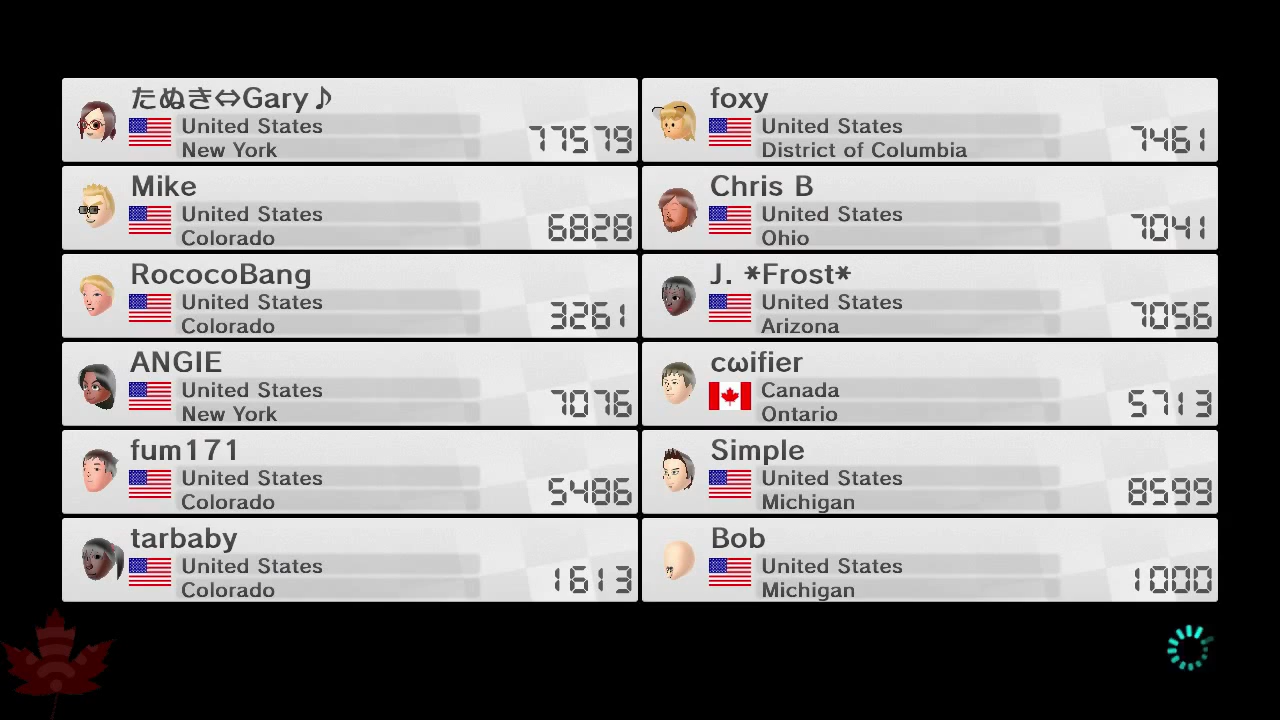 たぬき⇔Gary♪
United States
New York
77579
foxy
United States
District of Columbia
7461
Mike
United States
Colorado
6828
Chris B
United States
Ohio
7041
RococoBang
United States
Colorado
3261
J. *Frost*
United States
Arizona
7056
ANGIE
United States
New York
7076
cωifier
Canada
Ontario
5713
fum171
United States
Colorado
5486
Simple
United States
Michigan
8599
tarbaby
United States
Colorado
1613
Bob
United States
Michigan
1000